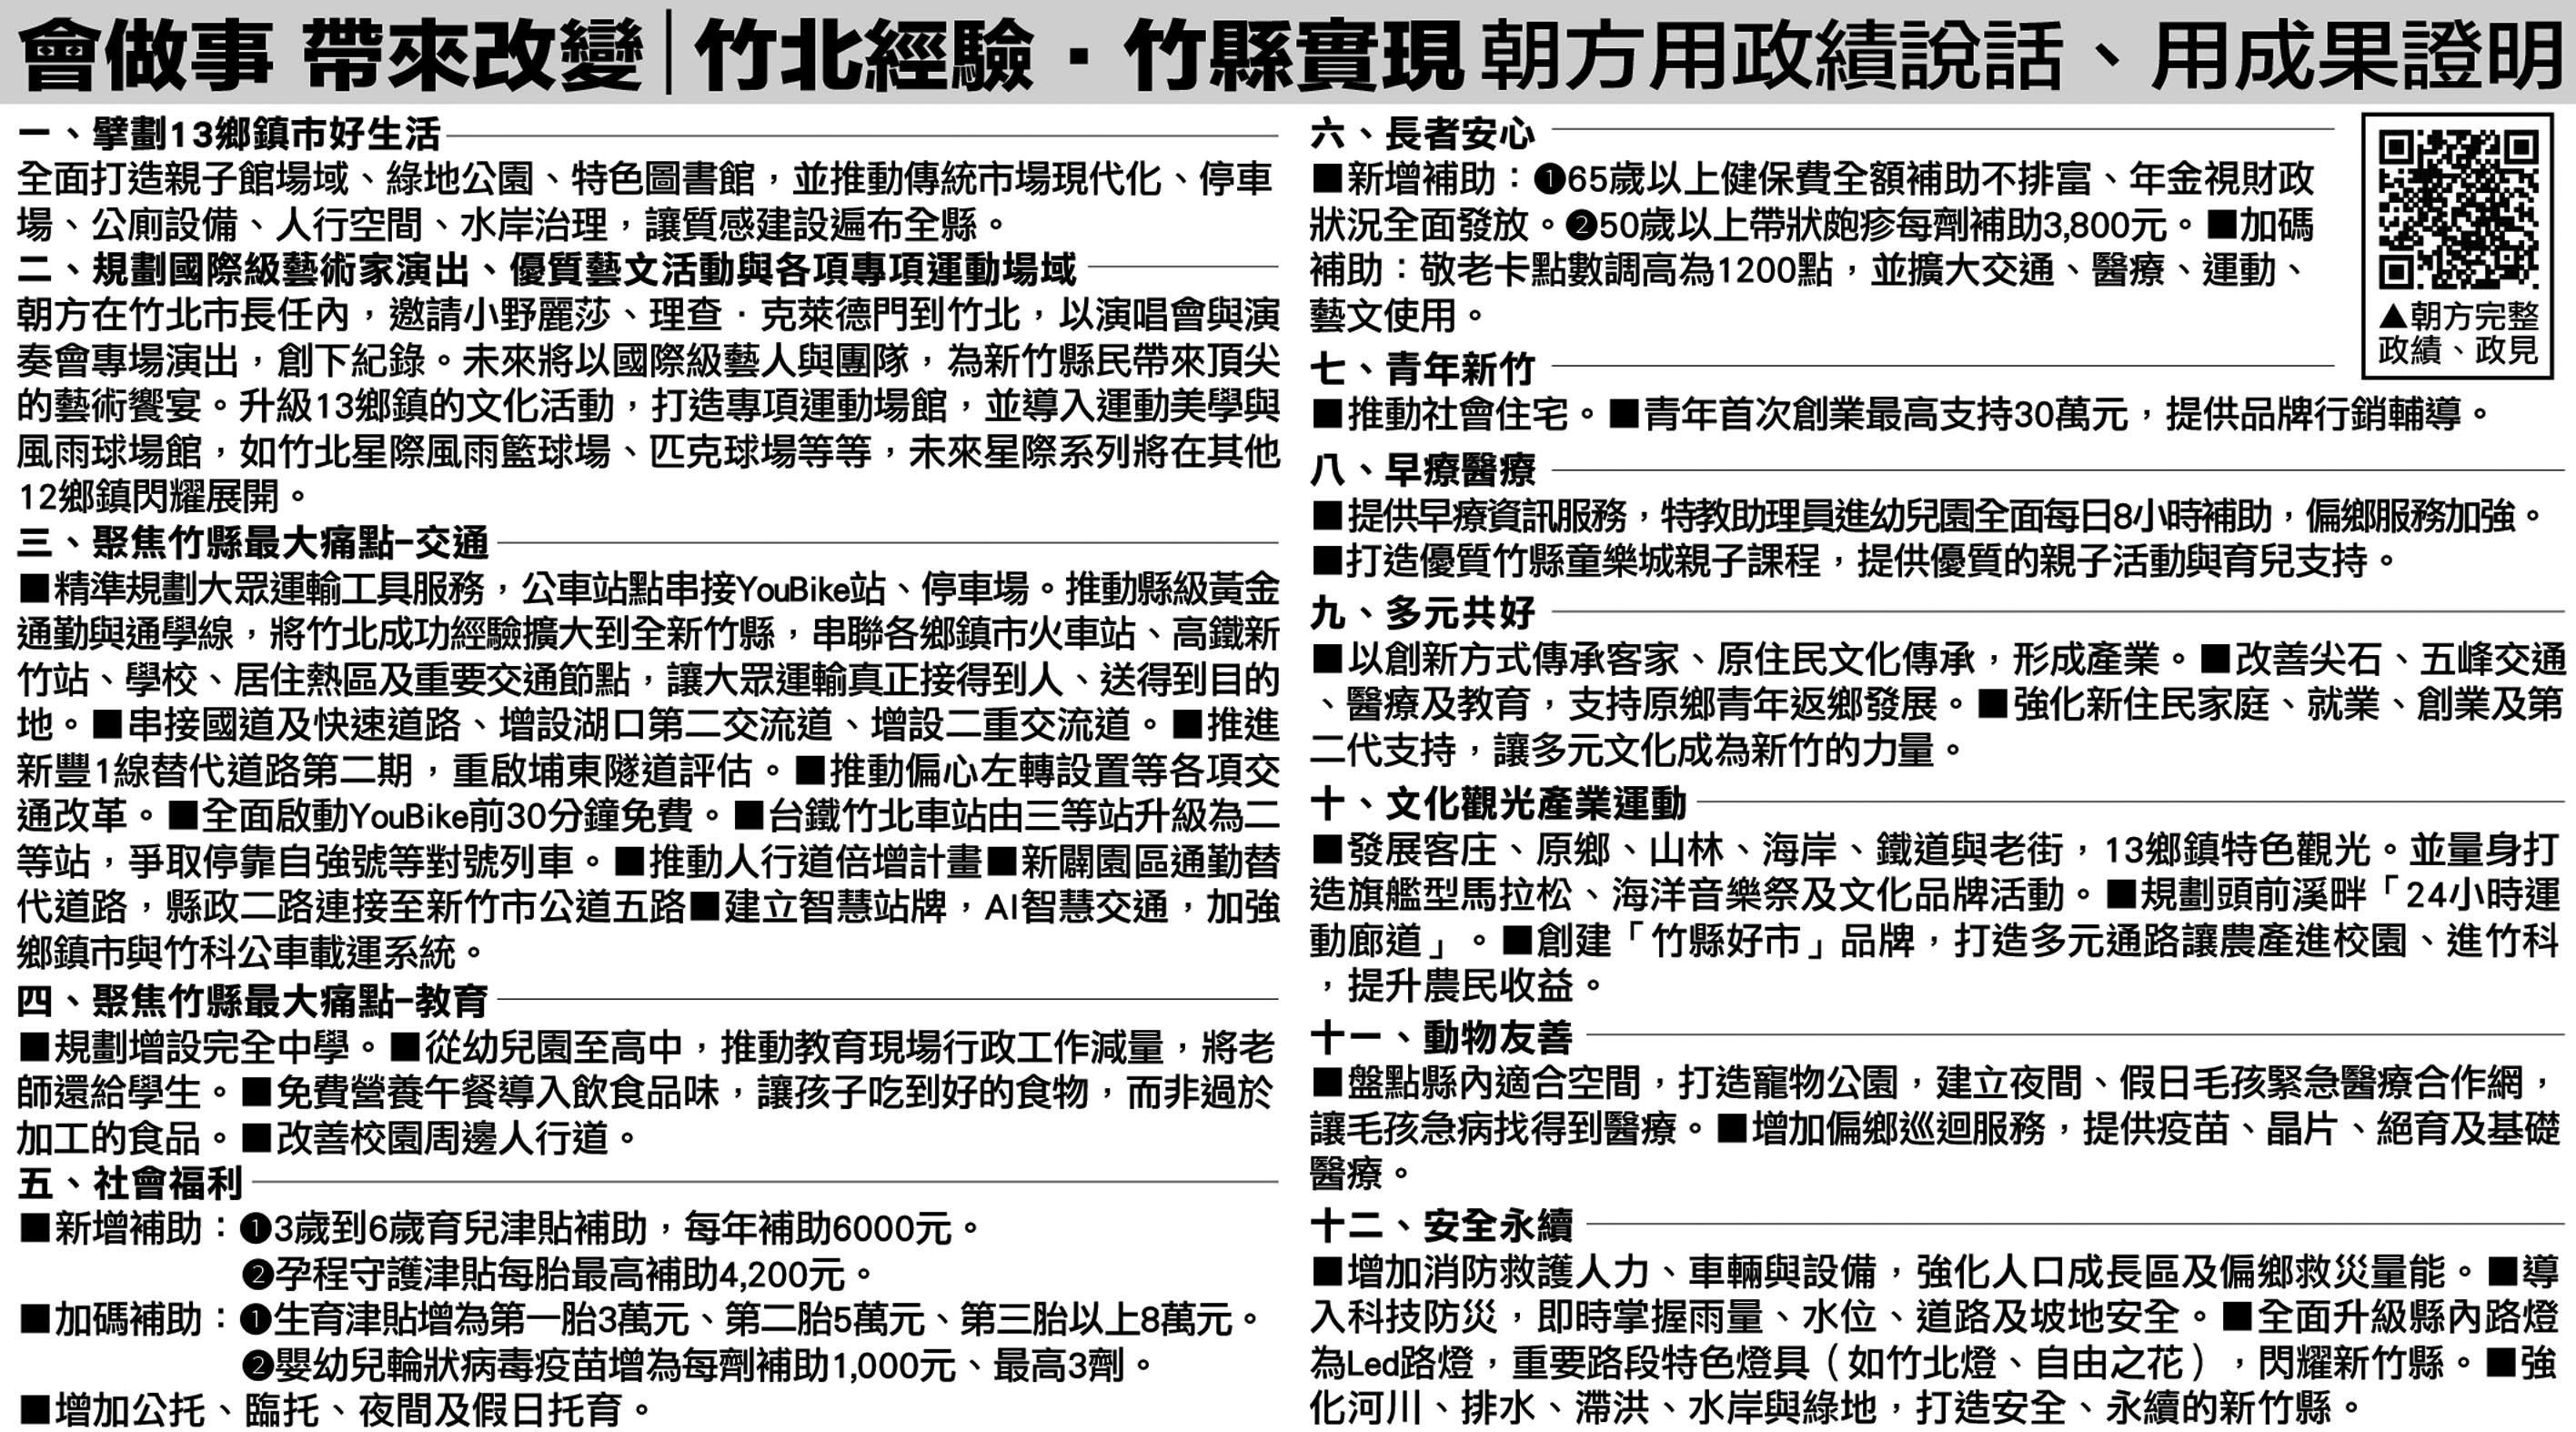 會做事 帶來改變│竹北經驗・竹縣實現 朝方用政績說話、用成果證明
一、擘劃13鄉鎮市好生活
全面打造親子館場域、綠地公園、特色圖書館，並推動傳統市場現代化、停車
場、公廁設備、人行空間、水岸治理，讓質感建設遍布全縣。
二、規劃國際級藝術家演出、優質藝文活動與各項專項運動場域
朝方在竹北市長任內，邀請小野麗莎、理查．克萊德門到竹北，以演唱會與演
奏會專場演出，創下紀錄。未來將以國際級藝人與團隊，為新竹縣民帶來頂尖
的藝術饗宴。升級13鄉鎮的文化活動，打造專項運動場館，並導入運動美學與
風雨球場館，如竹北星際風雨籃球場、匹克球場等等，未來星際系列將在其他
12鄉鎮閃耀展開。
三、聚焦竹縣最大痛點-交通
■精準規劃大眾運輸工具服務，公車站點串接YouBike站、停車場。推動縣級黃金
通勤與通學線，將竹北成功經驗擴大到全新竹縣，串聯各鄉鎮市火車站、高鐵新
竹站、學校、居住熱區及重要交通節點，讓大眾運輸真正接得到人、送得到目的
地。■串接國道及快速道路、增設湖口第二交流道、增設二重交流道。■推進
新豐1線替代道路第二期，重啟埔東隧道評估。■推動偏心左轉設置等各項交
通改革。■全面啟動YouBike前30分鐘免費。■台鐵竹北車站由三等站升級為二
等站，爭取停靠自強號等對號列車。■推動人行道倍增計畫■新闢園區通勤替
代道路，縣政二路連接至新竹市公道五路■建立智慧站牌，AI智慧交通，加強
鄉鎮市與竹科公車載運系統。
四、聚焦竹縣最大痛點-教育
■規劃增設完全中學。■從幼兒園至高中，推動教育現場行政工作減量，將老
師還給學生。■免費營養午餐導入飲食品味，讓孩子吃到好的食物，而非過於
加工的食品。■改善校園周邊人行道。
五、社會福利
■新增補助：❶3歲到6歲育兒津貼補助，每年補助6000元。
❷孕程守護津貼每胎最高補助4,200元。
■加碼補助：❶生育津貼增為第一胎3萬元、第二胎5萬元、第三胎以上8萬元。
❷嬰幼兒輪狀病毒疫苗增為每劑補助1,000元、最高3劑。
■增加公托、臨托、夜間及假日托育。
六、長者安心
■新增補助：❶65歲以上健保費全額補助不排富、年金視財政
狀況全面發放。❷50歲以上帶狀皰疹每劑補助3,800元。■加碼
補助：敬老卡點數調高為1200點，並擴大交通、醫療、運動、
藝文使用。
▲朝方完整
政績、政見
七、青年新竹
■推動社會住宅。■青年首次創業最高支持30萬元，提供品牌行銷輔導。
八、早療醫療
■提供早療資訊服務，特教助理員進幼兒園全面每日8小時補助，偏鄉服務加強。
■打造優質竹縣童樂城親子課程，提供優質的親子活動與育兒支持。
九、多元共好
■以創新方式傳承客家、原住民文化傳承，形成產業。■改善尖石、五峰交通
、醫療及教育，支持原鄉青年返鄉發展。■強化新住民家庭、就業、創業及第
二代支持，讓多元文化成為新竹的力量。
十、文化觀光產業運動
■發展客庄、原鄉、山林、海岸、鐵道與老街，13鄉鎮特色觀光。並量身打
造旗艦型馬拉松、海洋音樂祭及文化品牌活動。■規劃頭前溪畔「24小時運
動廊道」。■創建「竹縣好市」品牌，打造多元通路讓農產進校園、進竹科
，提升農民收益。
十一、動物友善
■盤點縣內適合空間，打造寵物公園，建立夜間、假日毛孩緊急醫療合作網，
讓毛孩急病找得到醫療。■增加偏鄉巡迴服務，提供疫苗、晶片、絕育及基礎
醫療。
十二、安全永續
■增加消防救護人力、車輛與設備，強化人口成長區及偏鄉救災量能。■導
入科技防災，即時掌握雨量、水位、道路及坡地安全。■全面升級縣內路燈
為Led路燈，重要路段特色燈具（如竹北燈、自由之花），閃耀新竹縣。■強
化河川、排水、滯洪、水岸與綠地，打造安全、永續的新竹縣。